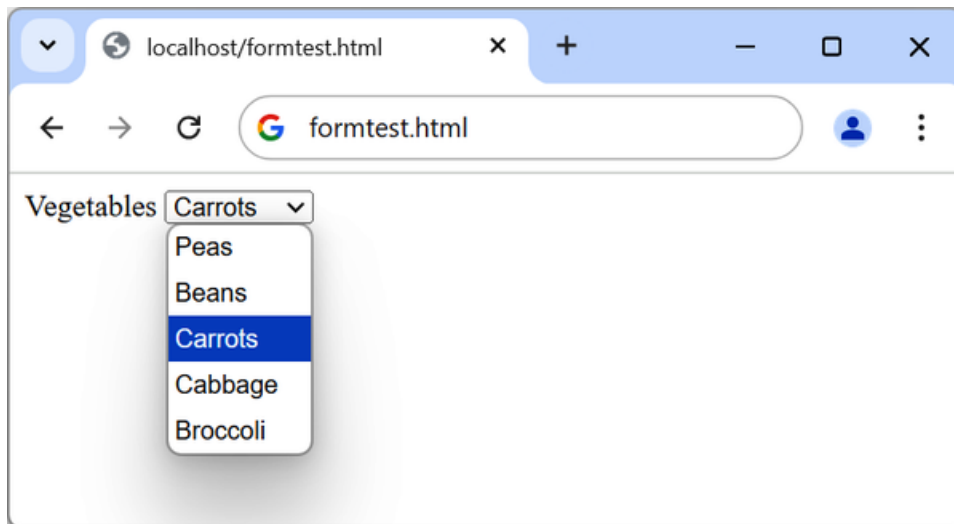 localhost/formtest.html
formtest.html
Vegetables Carrots
Peas
Beans
Carrots
Cabbage
Broccoli